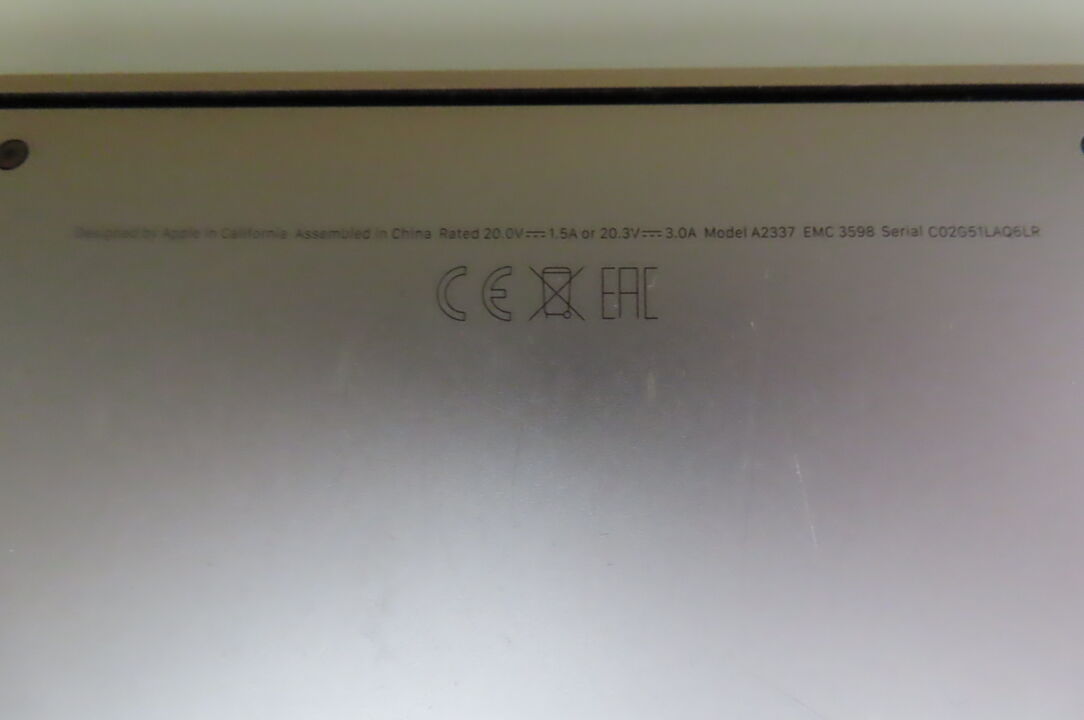 Designed by Apple in California Assembled in China Rated 20.0V⎓1.5A or 20.3V⎓3.0A Model A2337 EMC 3598 Serial C02G51LAQ6LR
CE EAC